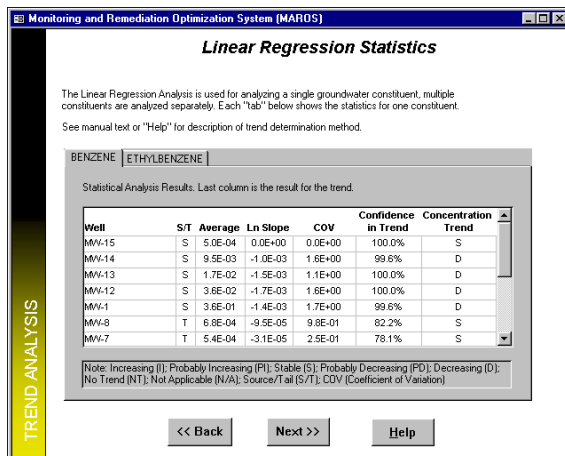 Monitoring and Remediation Optimization System (MAROS)
Linear Regression Statistics
The Linear Regression Analysis is used for analyzing a single groundwater constituent, multiple
constituents are analyzed separately. Each "tab" below shows the statistics for one constituent.
See manual text or "Help" for description of trend determination method.
BENZENE ETHYLBENZENE
Statistical Analysis Results. Last column is the result for the trend.
Well S/T Average Ln Slope COV Confidence in Trend Concentration Trend
MW-15 S 5.0E-04 0.0E+00 0.0E+00 100.0% S
MW-14 S 9.5E-03 -1.0E-03 1.6E+00 99.6% D
MW-13 S 1.7E-02 -1.5E-03 1.1E+00 100.0% D
MW-12 S 3.6E-02 -1.7E-03 1.6E+00 100.0% D
MW-1 S 3.6E-01 -1.4E-03 1.7E+00 99.6% D
MW-8 T 6.8E-04 -9.5E-05 9.8E-01 82.2% S
MW-7 T 5.4E-04 -3.1E-05 2.5E-01 78.1% S
Note: Increasing (I); Probably Increasing (PI); Stable (S); Probably Decreasing (PD); Decreasing (D);
No Trend (NT); Not Applicable (N/A); Source/Tail (S/T); COV (Coefficient of Variation)
TREND ANALYSIS
<< Back Next >> Help